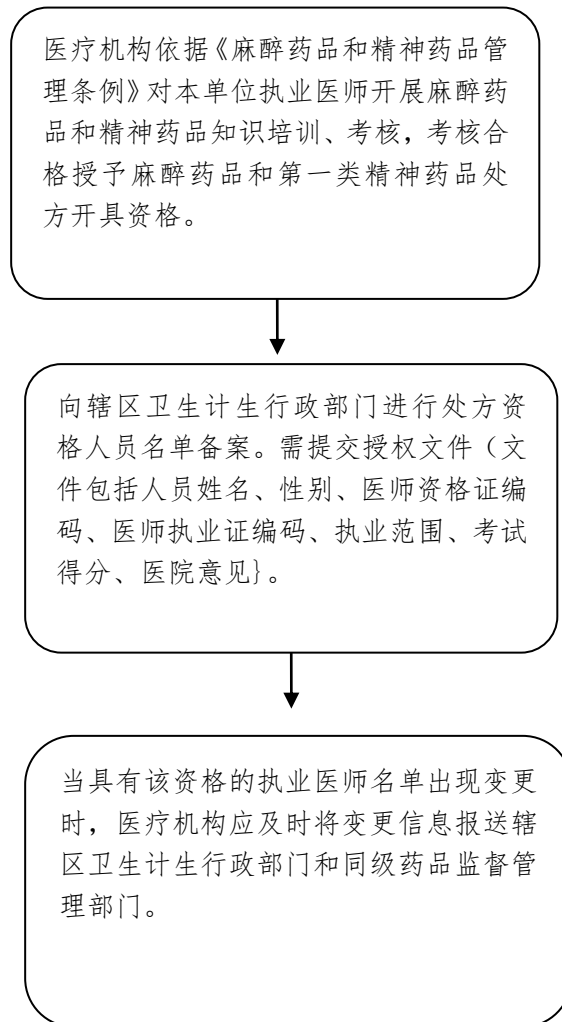 医疗机构依据《麻醉药品和精神药品管
理条例》对本单位执业医师开展麻醉药
品和精神药品知识培训、考核，考核合
格授予麻醉药品和第一类精神药品处
方开具资格。
向辖区卫生计生行政部门进行处方资
格人员名单备案。需提交授权文件（文
件包括人员姓名、性别、医师资格证编
码、医师执业证编码、执业范围、考试
得分、医院意见}。
当具有该资格的执业医师名单出现变更
时，医疗机构应及时将变更信息报送辖
区卫生计生行政部门和同级药品监督管
理部门。